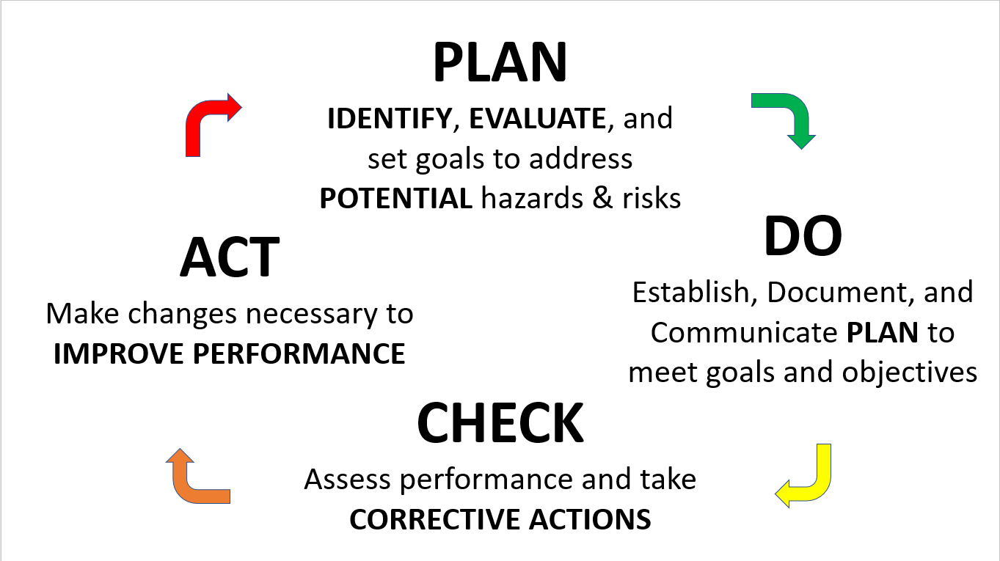 PLAN
IDENTIFY, EVALUATE, and
set goals to address
POTENTIAL hazards & risks
DO
Establish, Document, and
Communicate PLAN to
meet goals and objectives
CHECK
Assess performance and take
CORRECTIVE ACTIONS
ACT
Make changes necessary to
IMPROVE PERFORMANCE